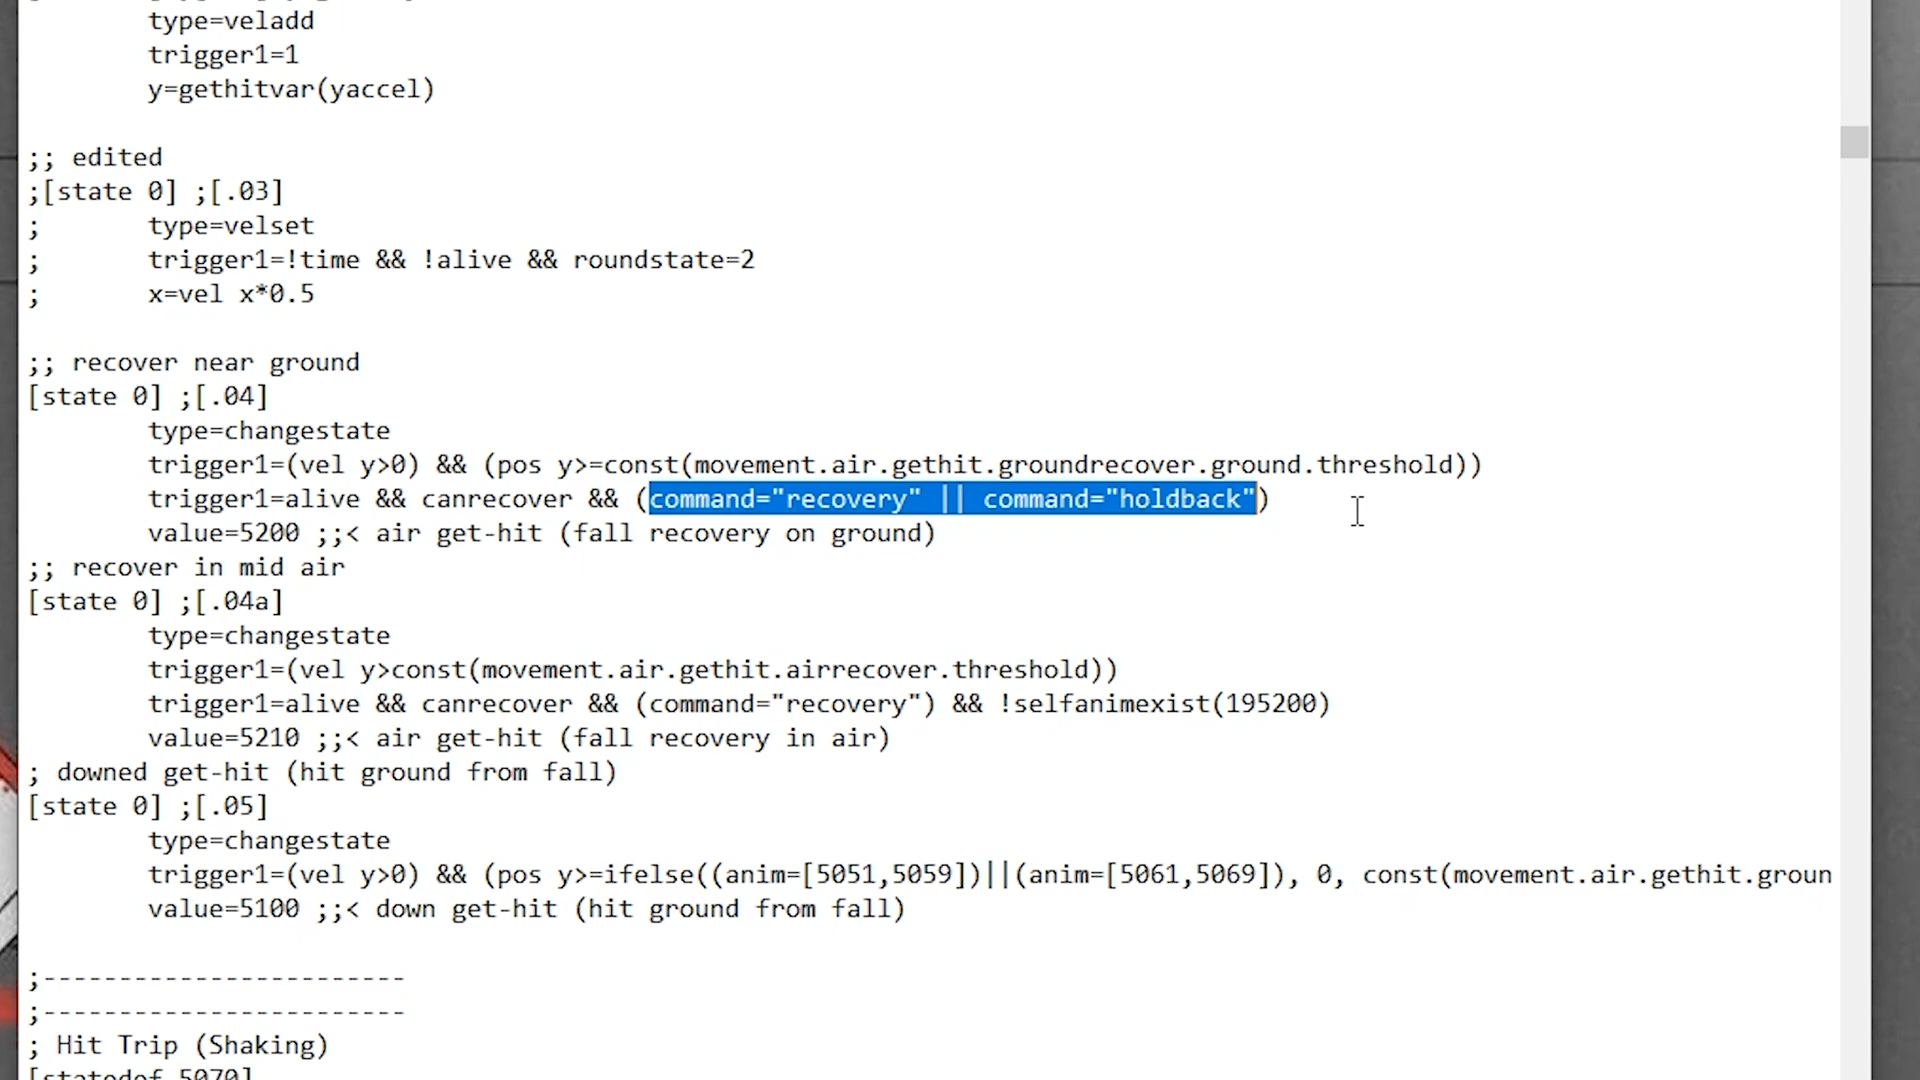 type=veladd
trigger1=1
y=gethitvar(yaccel)
;; edited
;[state 0] ;[.03]
; type=velset
; trigger1=!time && !alive && roundstate=2
; x=vel x*0.5
;; recover near ground
[state 0] ;[.04]
type=changestate
trigger1=(vel y>0) && (pos y>=const(movement.air.gethit.groundrecover.ground.threshold))
trigger1=alive && canrecover && (command="recovery" || command="holdback")
value=5200 ;;< air get-hit (fall recovery on ground)
;; recover in mid air
[state 0] ;[.04a]
type=changestate
trigger1=(vel y>const(movement.air.gethit.airrecover.threshold))
trigger1=alive && canrecover && (command="recovery") && !selfanimexist(195200)
value=5210 ;;< air get-hit (fall recovery in air)
; downed get-hit (hit ground from fall)
[state 0] ;[.05]
type=changestate
trigger1=(vel y>0) && (pos y>=ifelse((anim=[5051,5059])||(anim=[5061,5069]), 0, const(movement.air.gethit.groun
value=5100 ;;< down get-hit (hit ground from fall)
;------------------------
;------------------------
; Hit Trip (Shaking)
[statedef 5070]